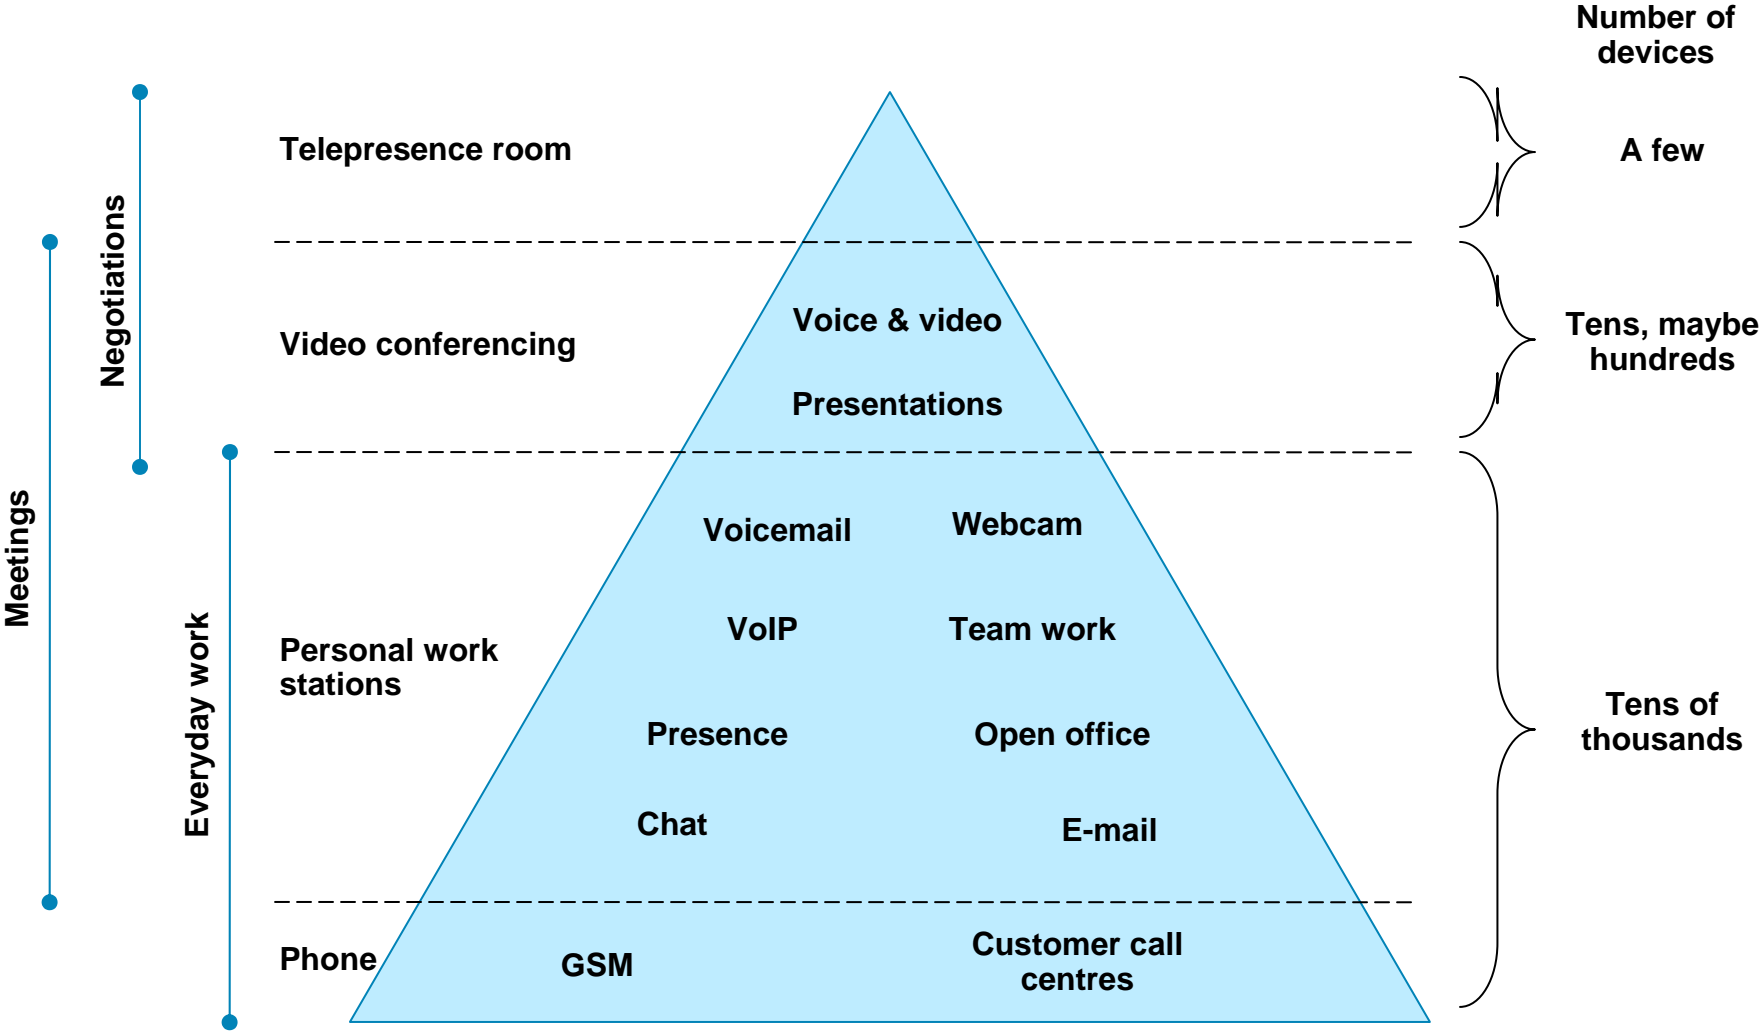 Number of
devices
Telepresence room
A few
Negotiations
Voice & video
Video conferencing
Tens, maybe
hundreds
Presentations
Meetings
Voicemail
Webcam
VoIP
Team work
Everyday work
Personal work
stations
Presence
Open office
Tens of
thousands
Chat
E-mail
Phone
GSM
Customer call
centres